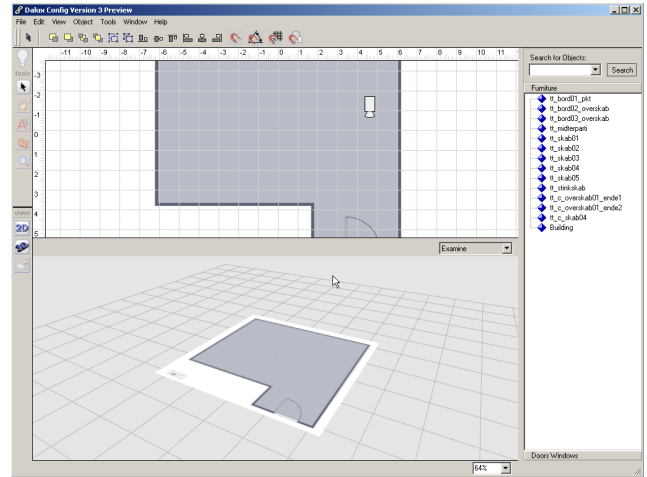 Dalux Config Version 3 Preview
File Edit View Object Tools Window Help
-11 -10 -9 -8 -7 -6 -5 -4 -3 -2 -1 0 1 2 3 4 5 6 7 8 9 10 11
Search for Objects:
Search
tools
-3
-2
-1
0
1
2
3
4
5
Furniture
tt_bord01_pkt
tt_bord02_overskab
tt_bord03_overskab
tt_midterparti
tt_skab01
tt_skab02
tt_skab03
tt_skab04
tt_skab05
tt_stinkskab
tt_c_overskab01_ende1
tt_c_overskab01_ende2
tt_c_skab04
Building
views
2D
3D
Examine
64%
Doors Windows